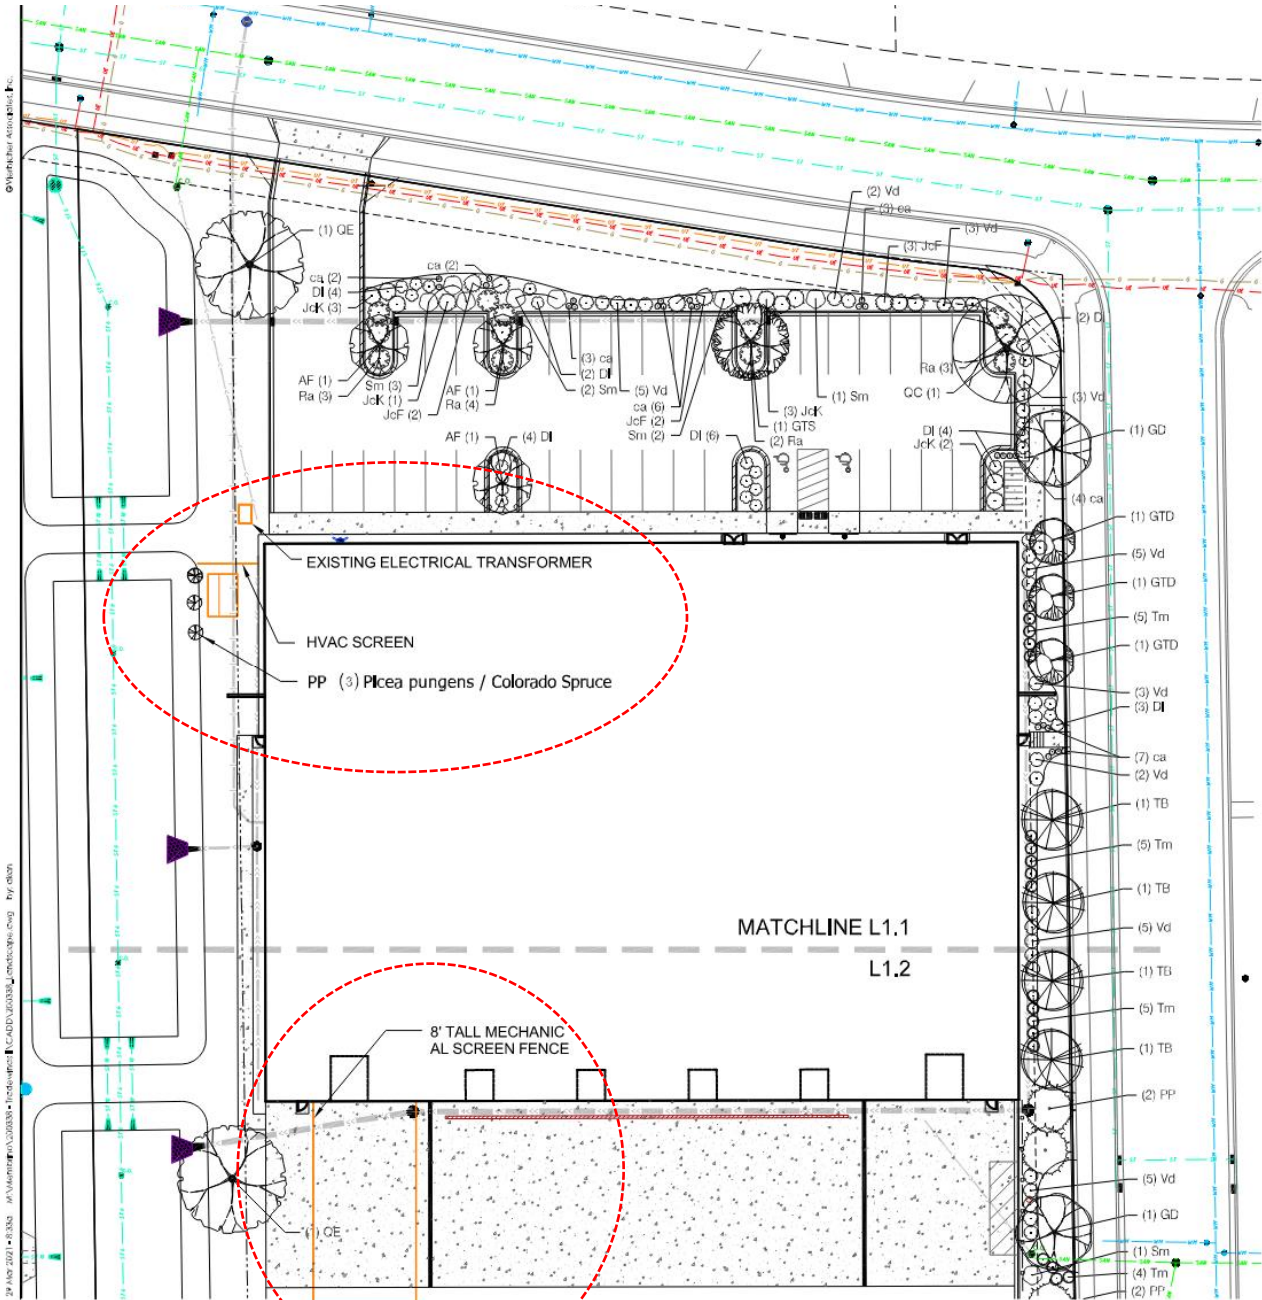 (2) Vd
(3) ca
(3) Vd
(3) JcF
(1) QE
ca (2)
ca (2)
DI (4)
JcK (3)
(2) DI
(3) ca
(2) DI
AF (1)
Ra (3)
Sm (3)
JcK (1)
JcF (2)
AF (1)
Ra (4)
(2) Sm
(5) Vd
ca (6)
JcF (2)
Sm (2)
(1) Sm
(3) JcK
(1) GTS
(2) Ra
Ra (3)
QC (1)
(3) Vd
DI (4)
JcK (2)
(1) GD
AF (1)
(4) DI
DI (6)
(4) ca
(1) GTD
(5) Vd
(1) GTD
(5) Tm
(1) GTD
(3) Vd
(3) DI
(7) ca
(2) Vd
EXISTING ELECTRICAL TRANSFORMER
HVAC SCREEN
PP (3) Picea pungens / Colorado Spruce
(1) TB
(5) Tm
(1) TB
(5) Vd
MATCHLINE L1.1
L1.2
(1) TB
(5) Tm
(1) TB
8' TALL MECHANIC
AL SCREEN FENCE
(2) PP
(5) Vd
(1) GD
(1) QE
(1) Sm
(4) Tm
(2) PP